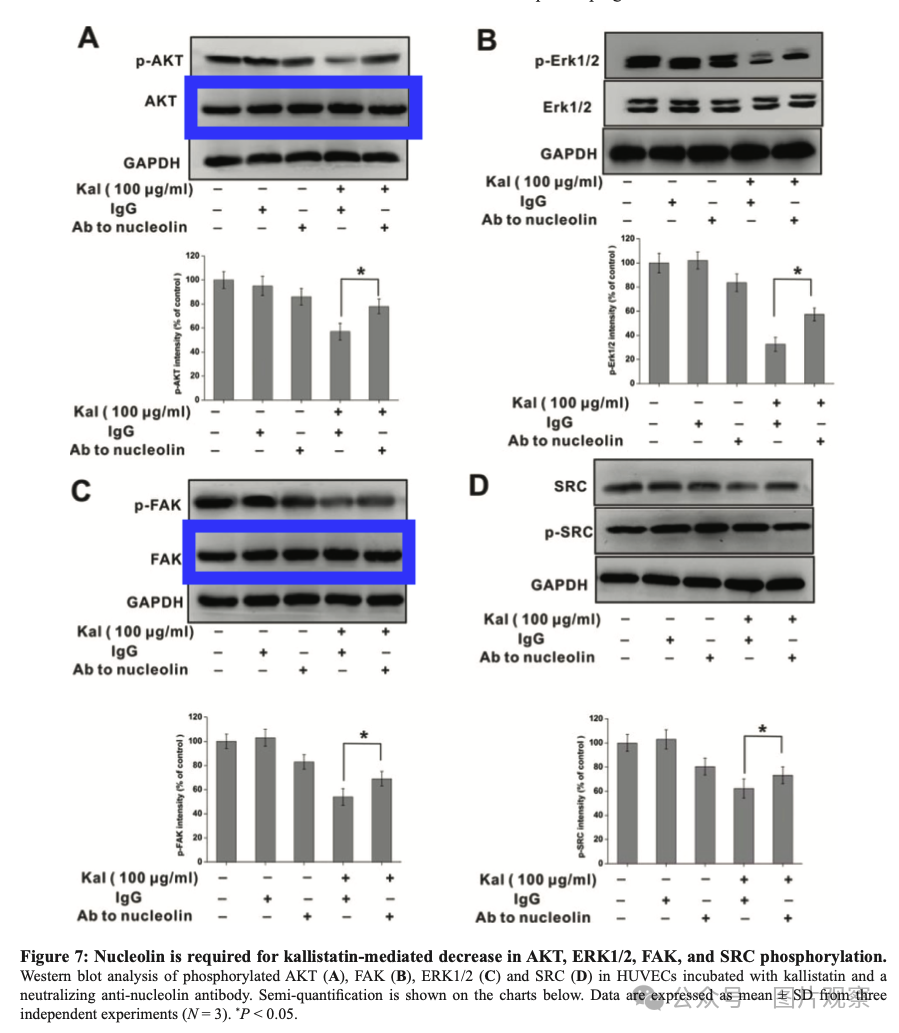 A
p-AKT
AKT
GAPDH
Kal ( 100 μg/ml) – – – + +
IgG – + – + –
Ab to nucleolin – – + – +
120
100
80
60
40
20
0
p-AKT intensity (% of control )
*
Kal ( 100 μg/ml) – – – + +
IgG – + – + –
Ab to nucleolin – – + – +
B
p-Erk1/2
Erk1/2
GAPDH
Kal ( 100 μg/ml) – – – + +
IgG – + – + –
Ab to nucleolin – – + – +
120
100
80
60
40
20
0
p-Erk1/2 intensity (% of control )
*
Kal ( 100 μg/ml) – – – + +
IgG – + – + –
Ab to nucleolin – – + – +
C
p-FAK
FAK
GAPDH
Kal ( 100 μg/ml) – – – + +
IgG – + – + –
Ab to nucleolin – – + – +
120
100
80
60
40
20
0
p-FAK intensity (% of control )
*
Kal ( 100 μg/ml) – – – + +
IgG – + – + –
Ab to nucleolin – – + – +
D
SRC
p-SRC
GAPDH
Kal ( 100 μg/ml) – – – + +
IgG – + – + –
Ab to nucleolin – – + – +
120
100
80
60
40
20
0
p-SRC intensity (% of control )
*
Kal ( 100 μg/ml) – – – + +
IgG – + – + –
Ab to nucleolin – – + – +
Figure 7: Nucleolin is required for kallistatin-mediated decrease in AKT, ERK1/2, FAK, and SRC phosphorylation.
Western blot analysis of phosphorylated AKT (A), FAK (B), ERK1/2 (C) and SRC (D) in HUVECs incubated with kallistatin and a
neutralizing anti-nucleolin antibody. Semi-quantification is shown on the charts below. Data are expressed as mean ± SD from three
independent experiments (N = 3). *P < 0.05.
公众号 图片观察